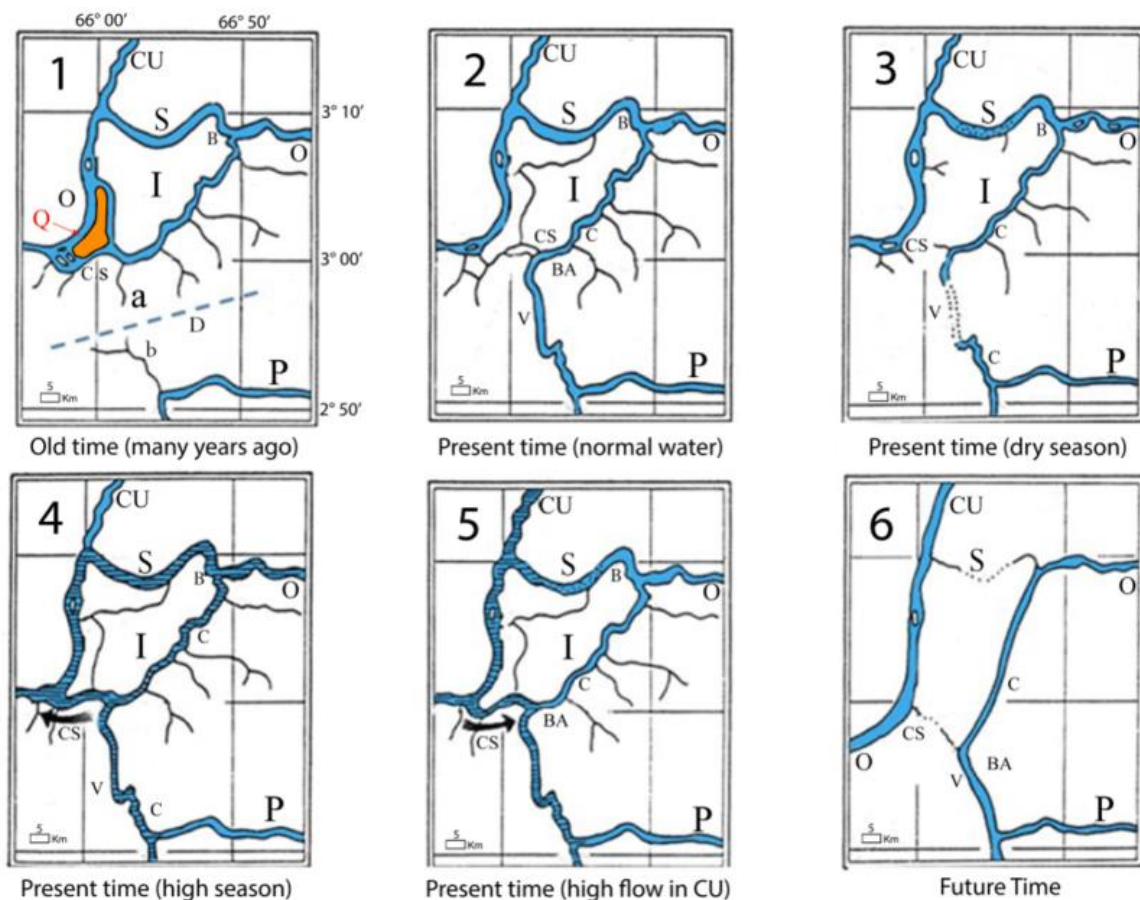 66° 00' 66° 50'
1
CU
S
B
O
3° 10'
O
I
Q
C s
3° 00'
a
D
b
P
2° 50'
5
Km
Old time (many years ago)
2
CU
S
B
O
I
CS
C
BA
V
P
5
Km
Present time (normal water)
3
CU
S
B
O
I
CS
C
V
C
P
5
Km
Present time (dry season)
4
CU
S
B
O
C
I
CS
V
C
P
5
Km
Present time (high season)
5
CU
S
B
O
I
C
CS
BA
P
5
Km
Present time (high flow in CU)
6
CU
S
O
C
CS
O
V
BA
P
5
Km
Future Time